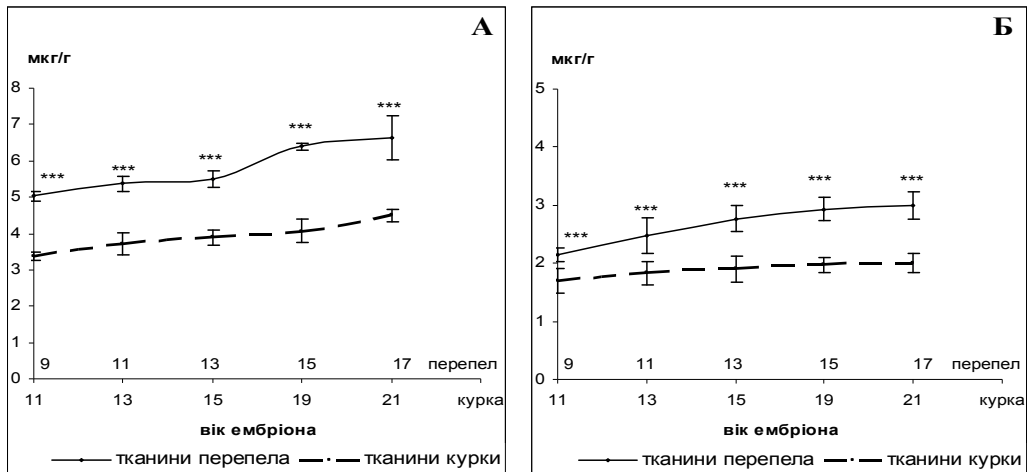 А
мкг/г
8
***
7
***
***
***
6
***
5
4
3
2
1
9 11 13 15 17 перепел
0
11 13 15 19 21 курка
вік ембріона
тканини перепела тканини курки
Б
мкг/г
5
4
***
***
***
3
***
***
2
1
9 11 13 15 17 перепел
0
11 13 15 19 21 курка
вік ембріона
тканини перепела тканини курки